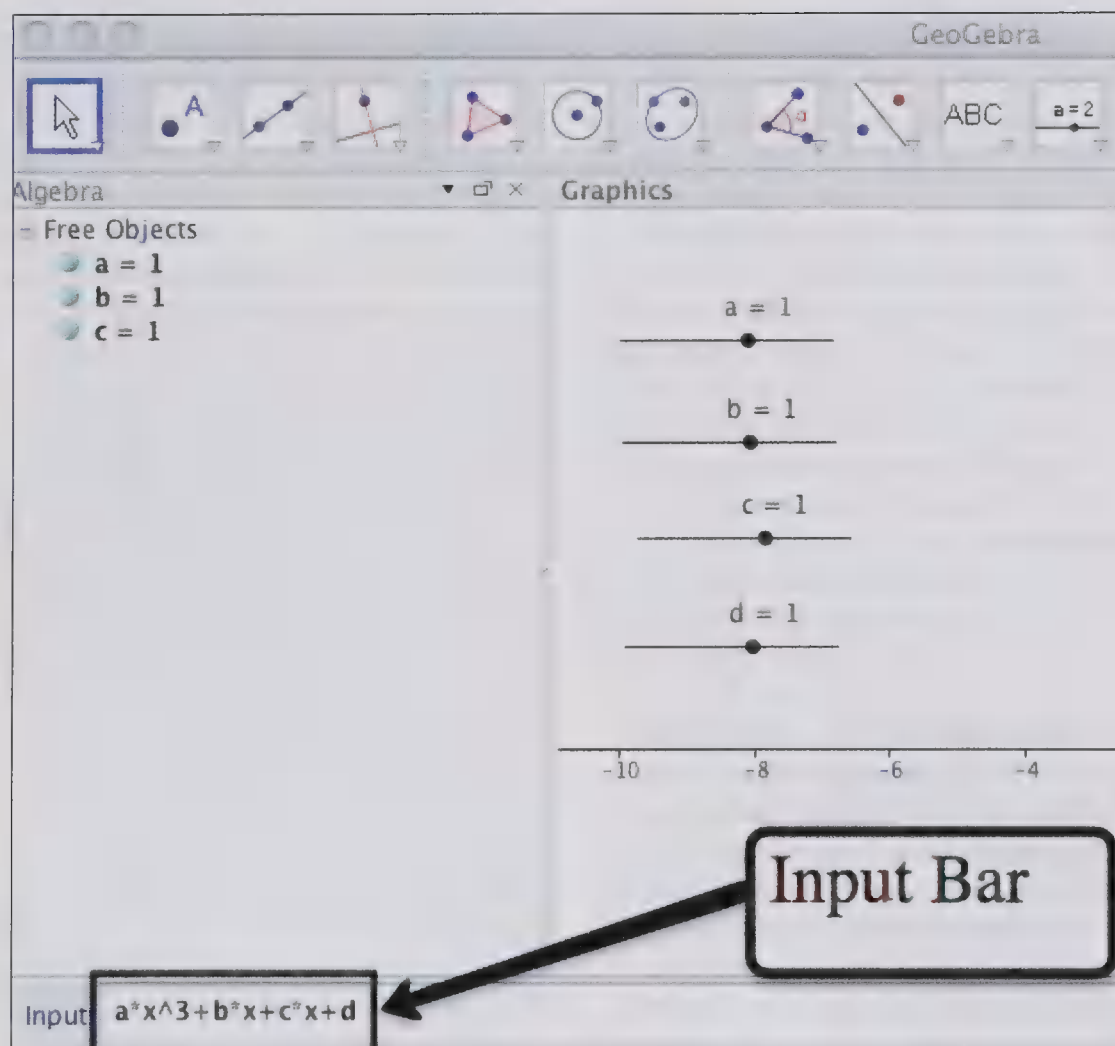 GeoGebra
A
a
ABC
a=2
Algebra
Graphics
Free Objects
a = 1
b = 1
c = 1
a = 1
b = 1
c = 1
d = 1
-10 -8 -6 -4
Input Bar
Input: a*x^3+b*x+c*x+d